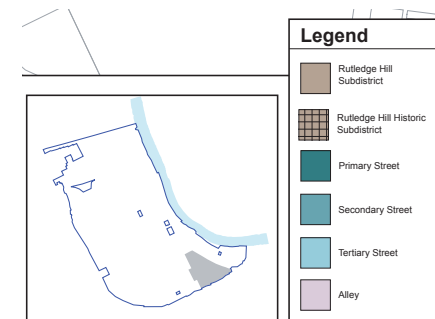 Legend
Rutledge Hill
Subdistrict
Rutledge Hill Historic
Subdistrict
Primary Street
Secondary Street
Tertiary Street
Alley